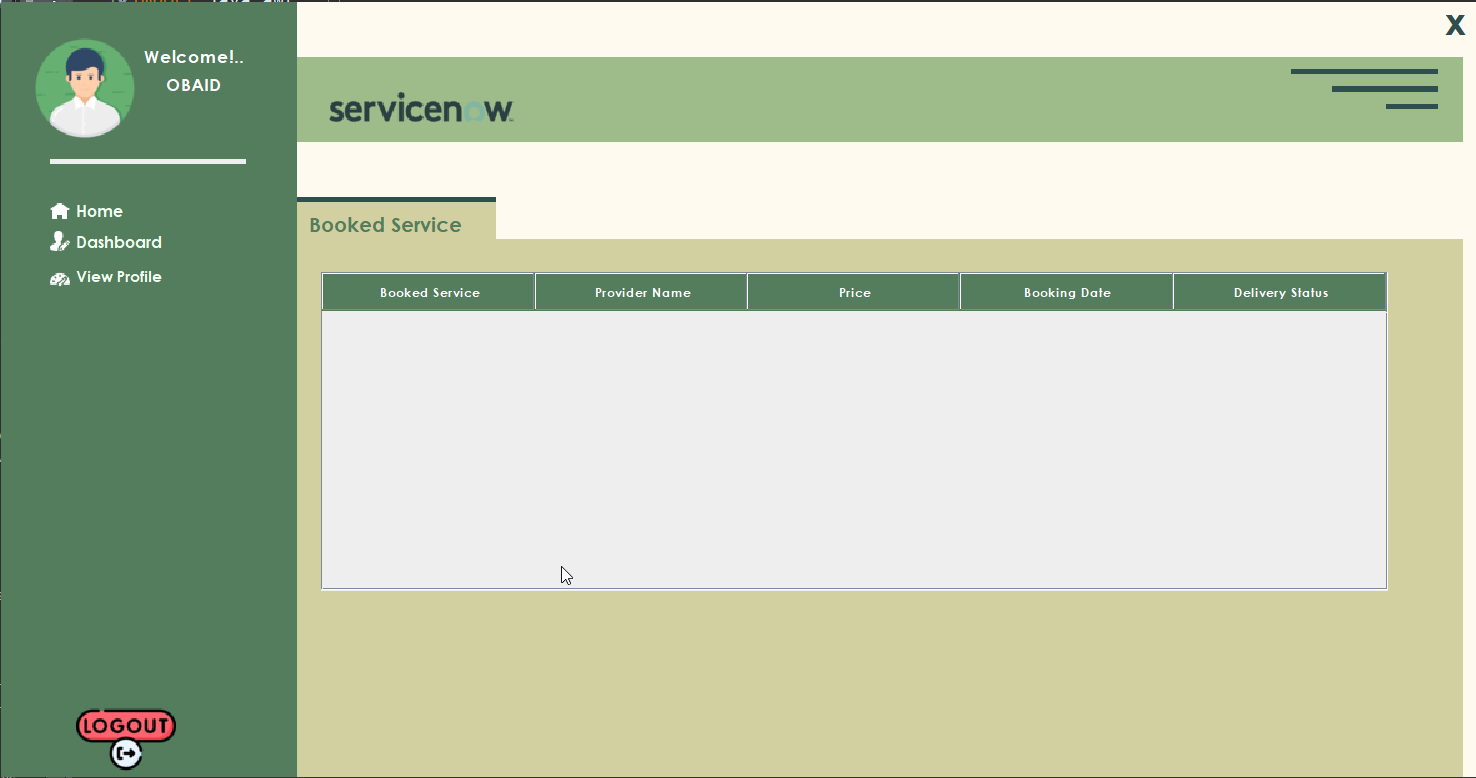 Welcome!..
OBAID
Home
Dashboard
View Profile
LOGOUT
X
servicenow
Booked Service
Booked Service Provider Name Price Booking Date Delivery Status